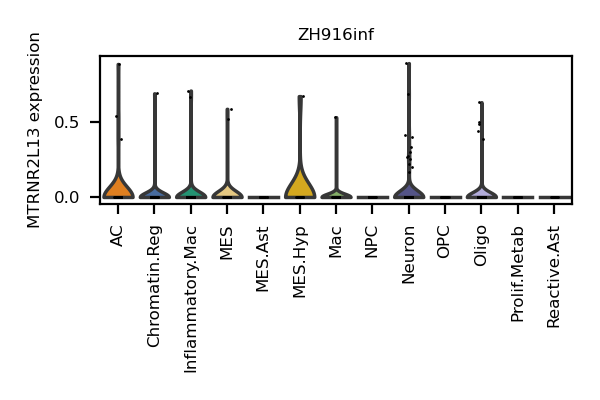 ZH916inf
MTRNR2L13 expression
0.5
0.0
AC
Chromatin.Reg
Inflammatory.Mac
MES
MES.Ast
MES.Hyp
Mac
NPC
Neuron
OPC
Oligo
Prolif.Metab
Reactive.Ast